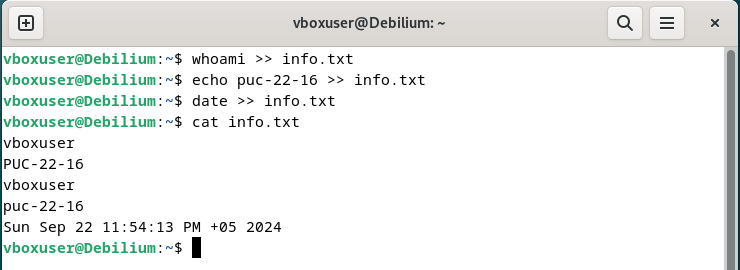 vboxuser@Debilium: ~
vboxuser@Debilium:~$ whoami >> info.txt
vboxuser@Debilium:~$ echo puc-22-16 >> info.txt
vboxuser@Debilium:~$ date >> info.txt
vboxuser@Debilium:~$ cat info.txt
vboxuser
PUC-22-16
vboxuser
puc-22-16
Sun Sep 22 11:54:13 PM +05 2024
vboxuser@Debilium:~$